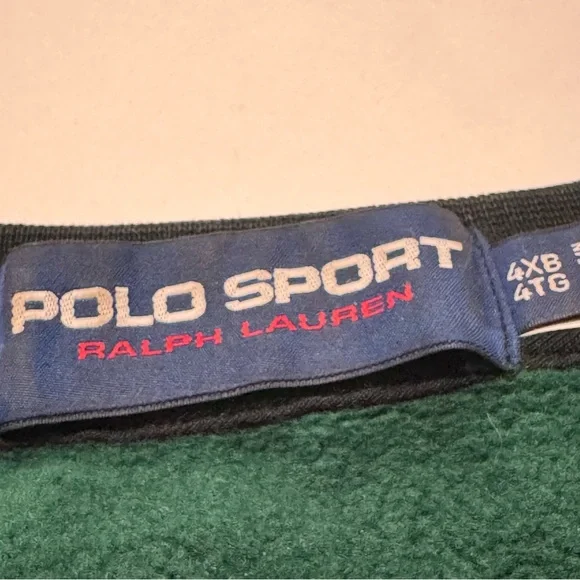 POLO SPORT
RALPH LAUREN
4XB
4TG